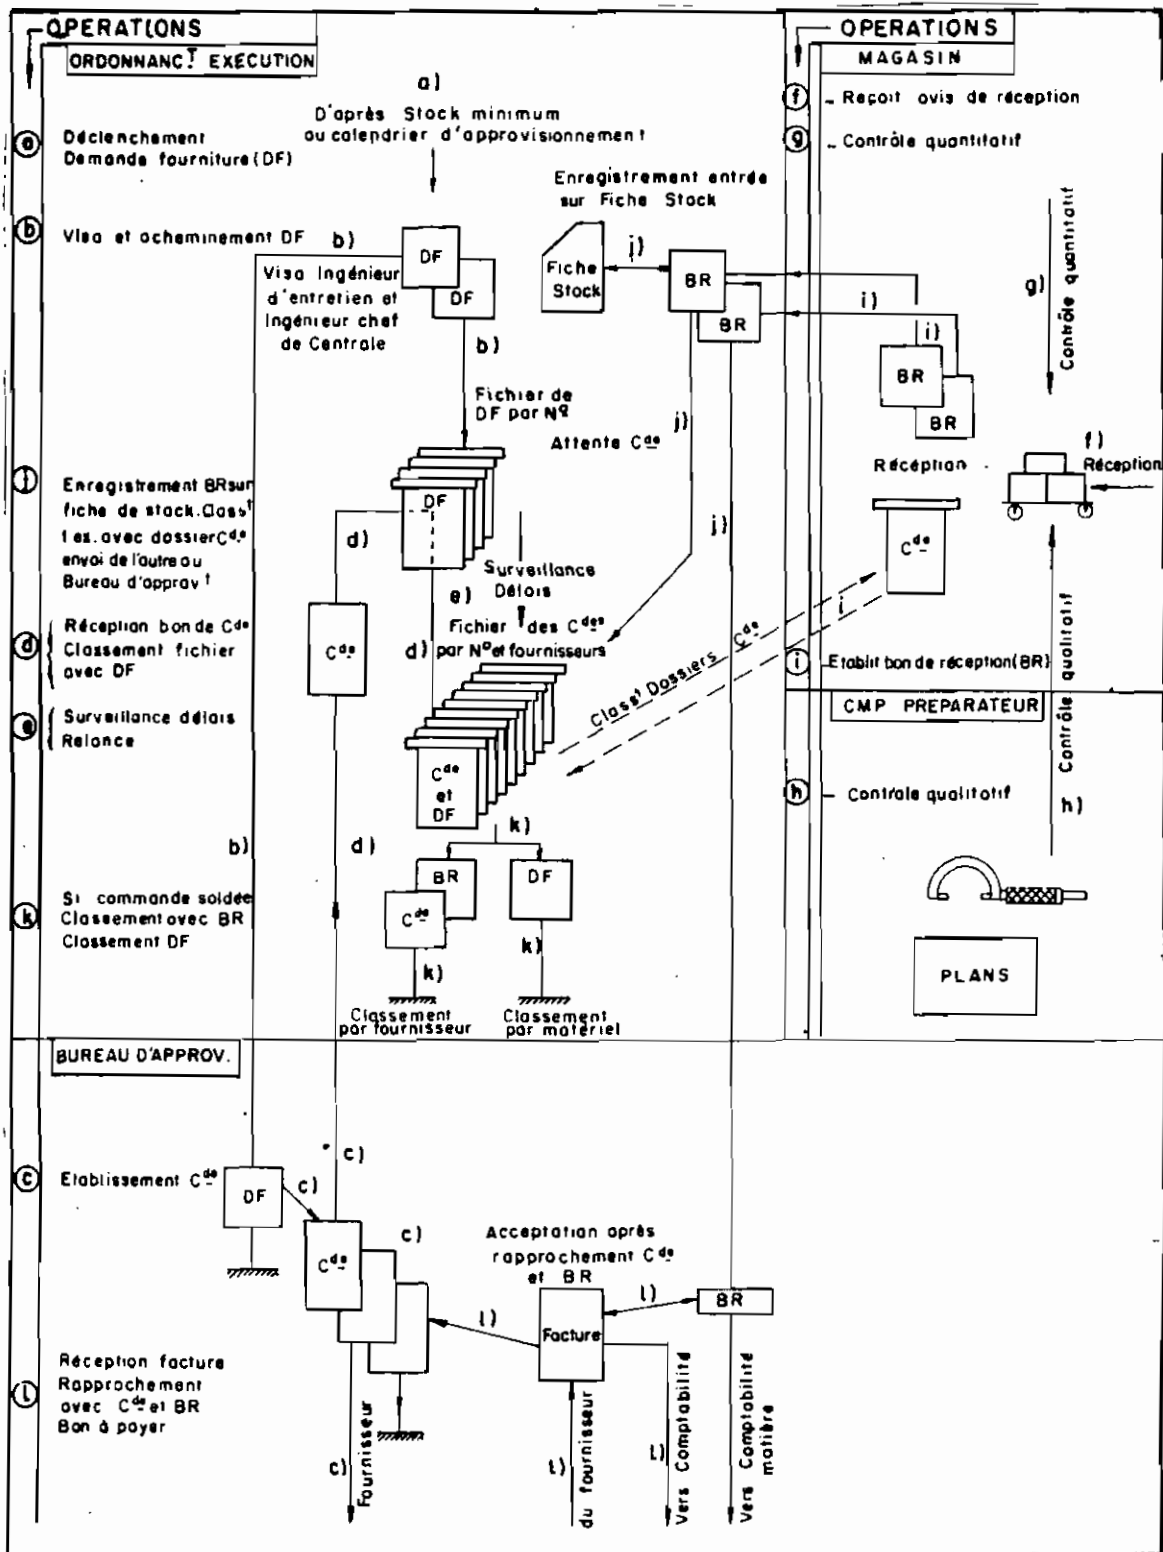 OPERATIONS
ORDONNANC.T EXECUTION
a)
D'après Stock minimum
ou calendrier d'approvisionnement
a
Déclenchement
Demande fourniture (DF)
Enregistrement entrée
sur Fiche Stock
b
Visa et acheminement DF
b)
DF
DF
Visa Ingénieur
d'entretien et
Ingénieur chef
de Centrale
b)
Fiche
Stock
j)
BR
BR
Fichier de
DF par Nº
Attente Cde
j)
j)
j
Enregistrement BR sur
fiche de stock. Classt
1 ex. avec dossier Cde
envoi de l'autre au
Bureau d'approvt
DF
d)
e)
Surveillance
Délais
Fichier des Cdes
d) par Nº et fournisseurs
Cde
d
Réception bon de Cde
Classement fichier
avec DF
e
Surveillance délais
Relance
Classt Dossiers Cde
i
Cde
et
DF
k)
b)
d)
BR
Cde
DF
k
Si commande soldée
Classement avec BR
Classement DF
k)
k)
Classement
par fournisseur
Classement
par matériel
OPERATIONS
MAGASIN
f
- Reçoit avis de réception
g
- Contrôle quantitatif
g)
Contrôle quantitatif
i)
i)
BR
BR
Réception
f)
Réception
Cde
i
- Etablit bon de réception (BR)
CMP PREPARATEUR
Contrôle qualitatif
h
- Controle qualitatif
h)
PLANS
BUREAU D'APPROV.
c
Etablissement Cde
c)
DF
c)
Cde
c)
Acceptation après
rapprochement Cde
et BR
l)
Facture
l)
BR
l
Réception facture
Rapprochement
avec Cde et BR
Bon à payer
c)
Fournisseur
l)
du fournisseur
l)
Vers Comptabilité
Vers Comptabilité
matière